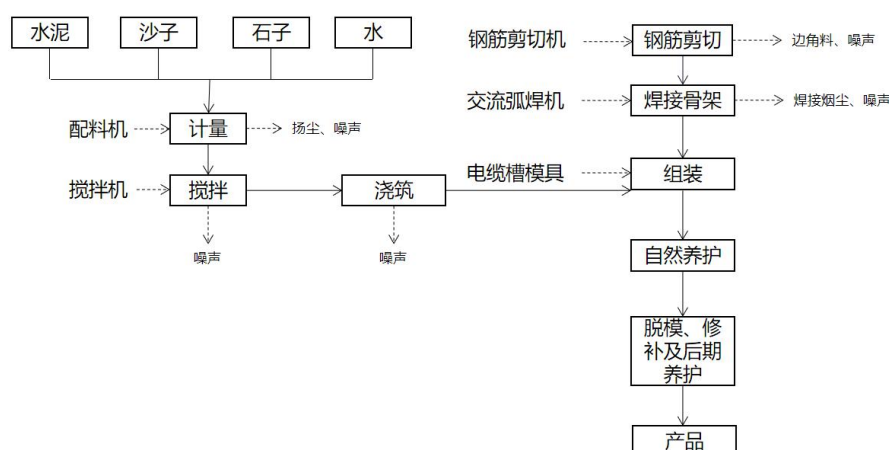 水泥
沙子
石子
水
钢筋剪切机
钢筋剪切
边角料、噪声
交流弧焊机
焊接骨架
焊接烟尘、噪声
配料机
计量
扬尘、噪声
搅拌机
搅拌
浇筑
电缆槽模具
组装
噪声
噪声
自然养护
脱模、修
补及后期
养护
产品